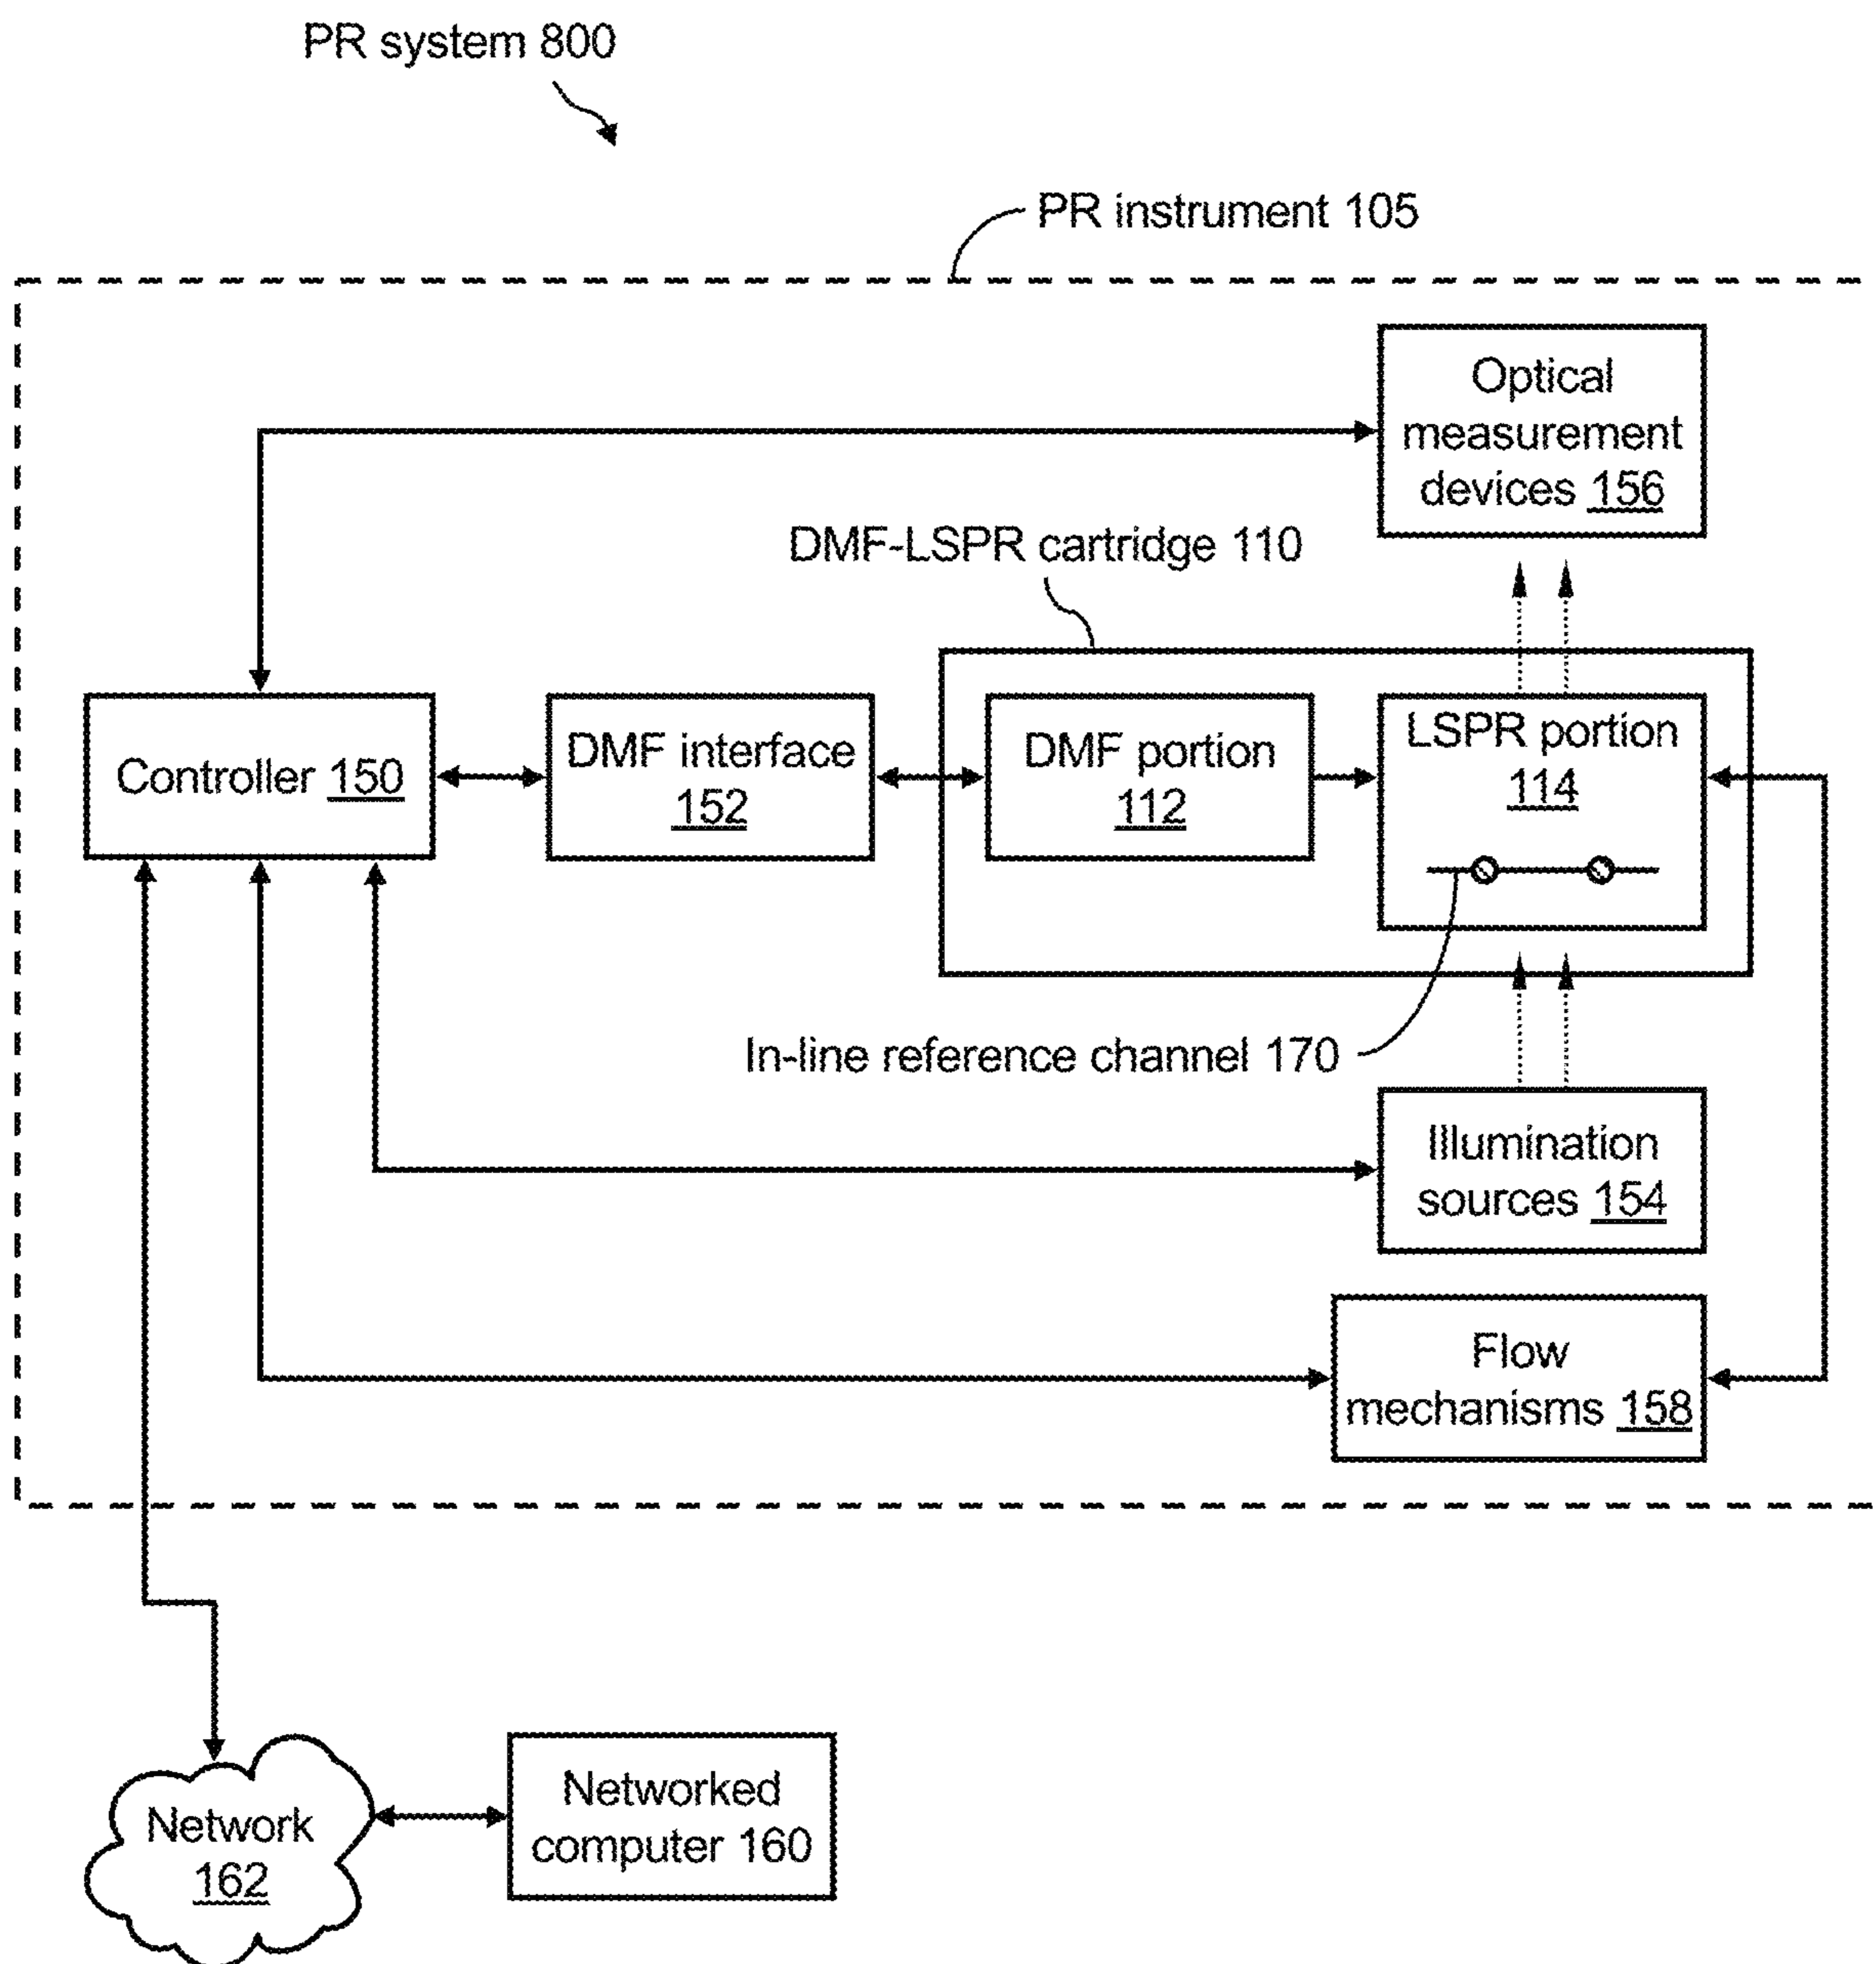 PR system 800
PR instrument 105
Optical
measurement
devices 156
DMF-LSPR cartridge 110
Controller 150
DMF interface
152
DMF portion
112
LSPR portion
114
In-line reference channel 170
Illumination
sources 154
Flow
mechanisms 158
Network
162
Networked
computer 160